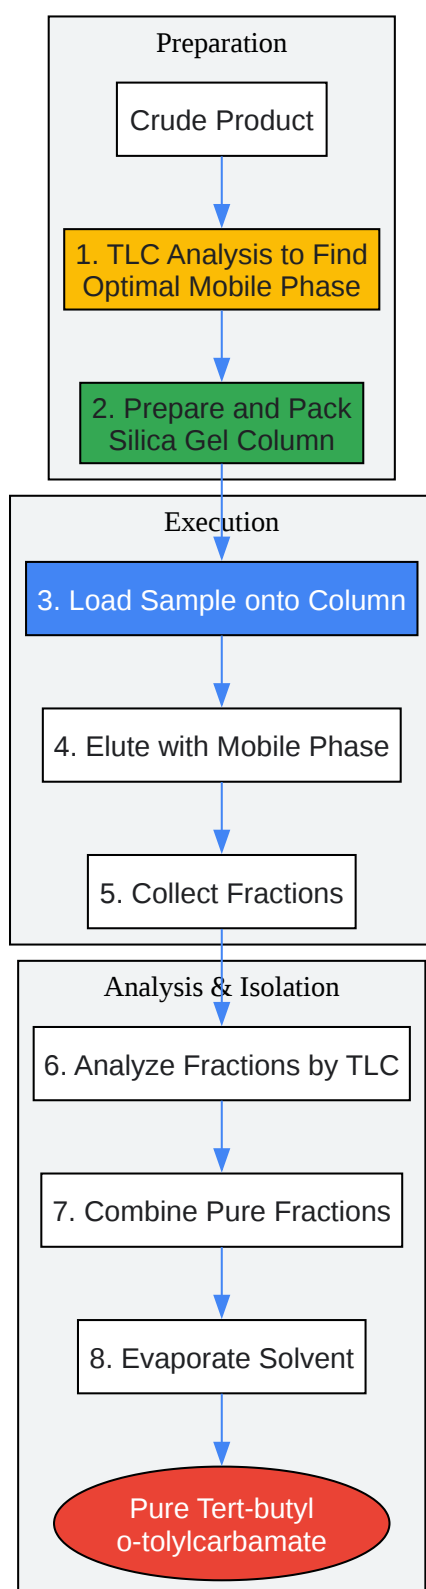 Preparation
Crude Product
1. TLC Analysis to Find
Optimal Mobile Phase
2. Prepare and Pack
Silica Gel Column
Execution
3. Load Sample onto Column
4. Elute with Mobile Phase
5. Collect Fractions
Analysis & Isolation
6. Analyze Fractions by TLC
7. Combine Pure Fractions
8. Evaporate Solvent
Pure Tert-butyl
o-tolylcarbamate